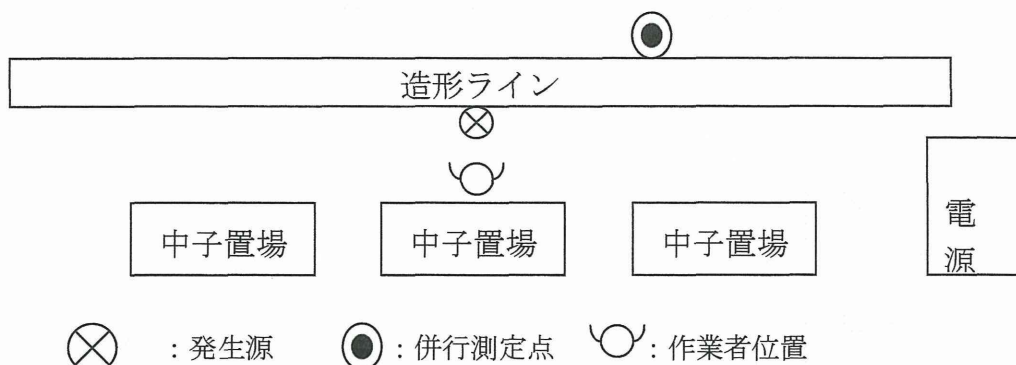 造形ライン
中子置場
中子置場
中子置場
電源
：発生源
：併行測定点
：作業者位置